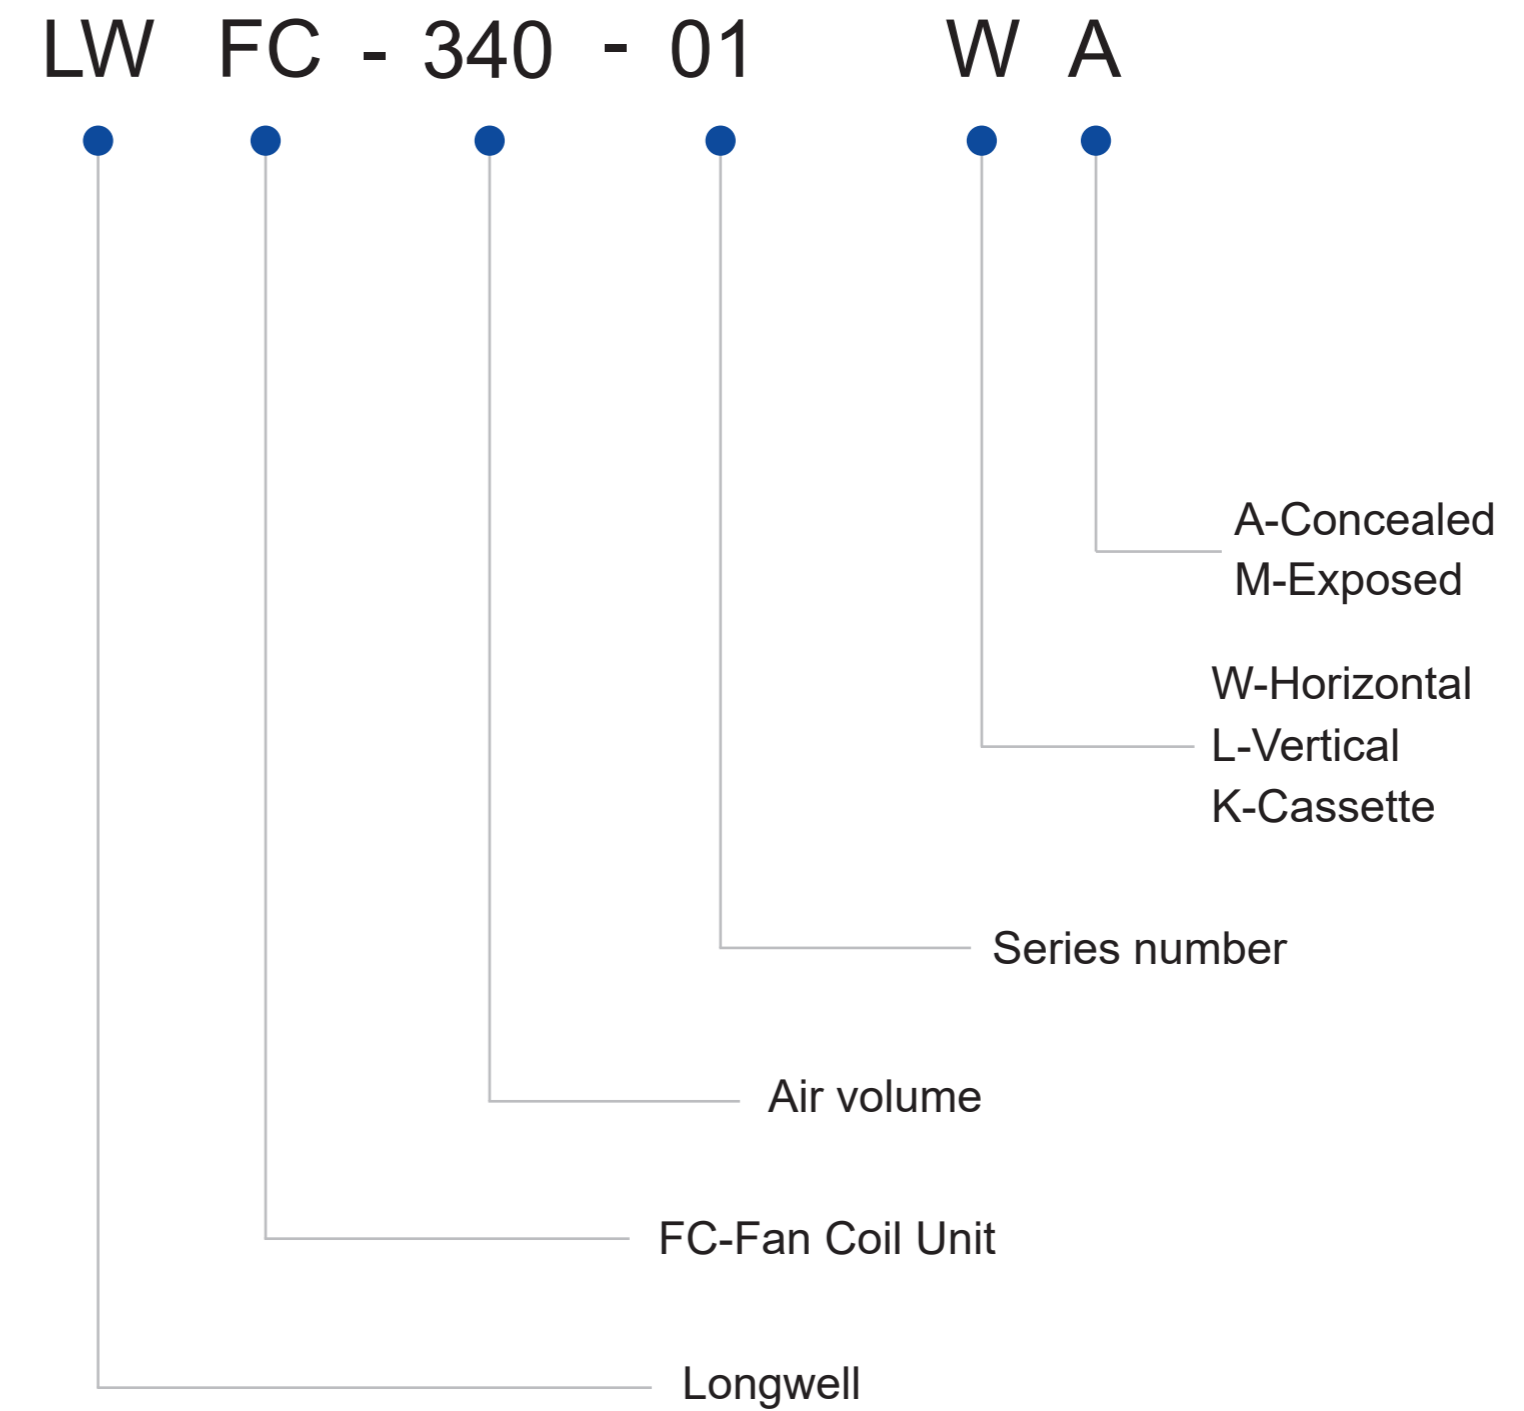 LW FC - 340 - 01 W A
A-Concealed
M-Exposed
W-Horizontal
L-Vertical
K-Cassette
Series number
Air volume
FC-Fan Coil Unit
Longwell